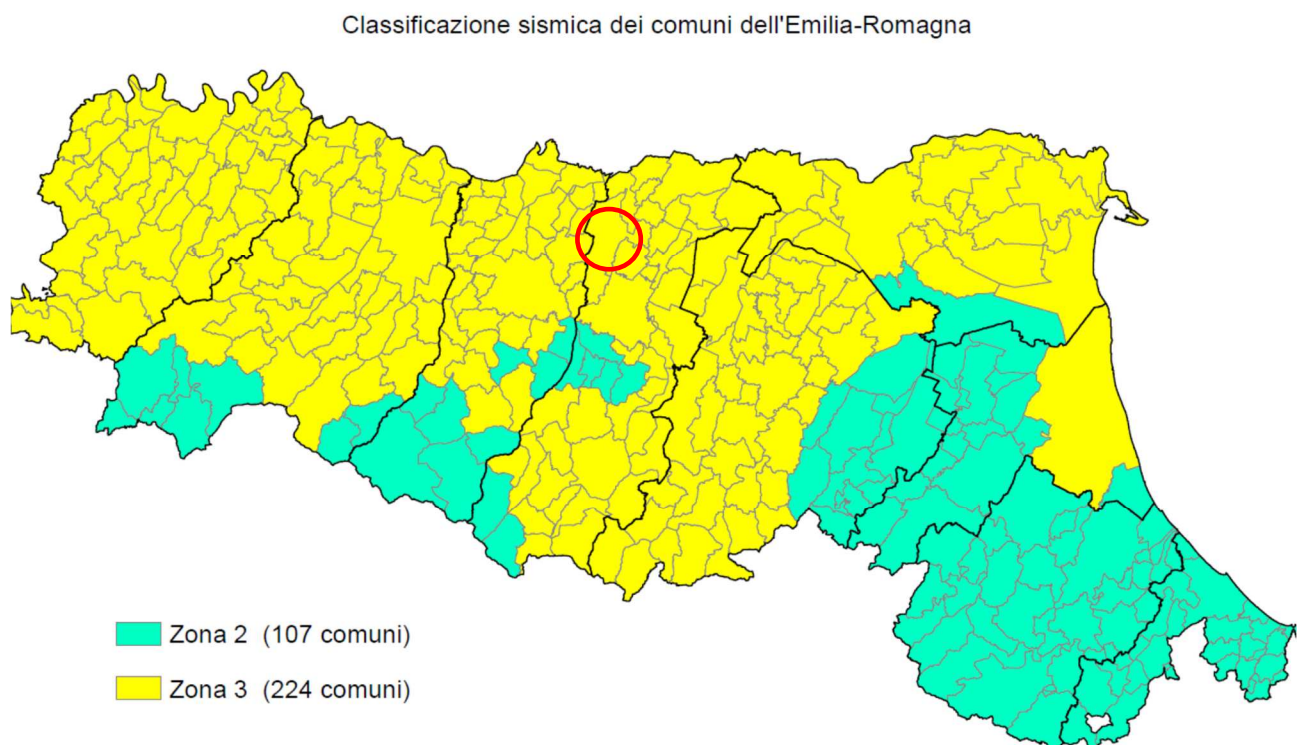 Classificazione sismica dei comuni dell'Emilia-Romagna
Zona 2 (107 comuni)
Zona 3 (224 comuni)